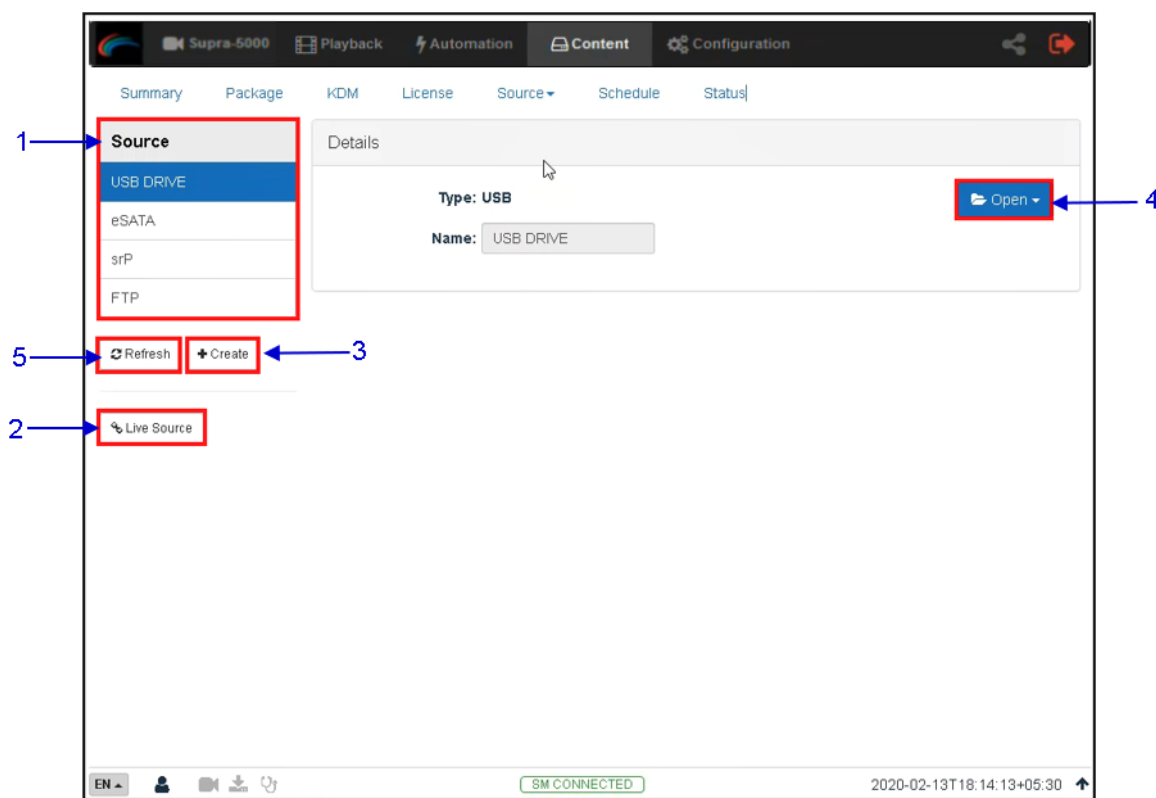 Supra-5000 Playback Automation Content Configuration
Summary Package KDM License Source Schedule Status
1 Source
Details
USB DRIVE
Type: USB
Open 4
eSATA
Name: USB DRIVE
srP
FTP
5 Refresh Create 3
2 Live Source
EN SM CONNECTED 2020-02-13T18:14:13+05:30